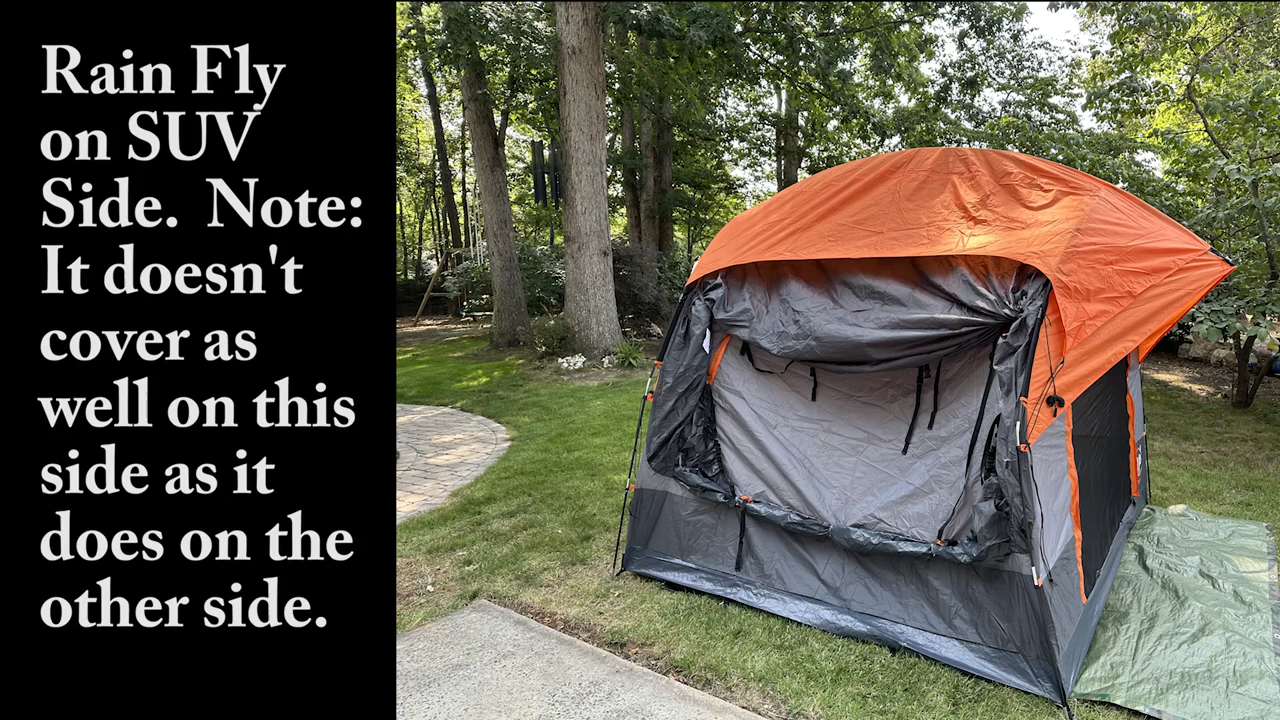 Rain Fly
on SUV
Side.  Note:
It doesn't
cover as
well on this
side as it
does on the
other side.